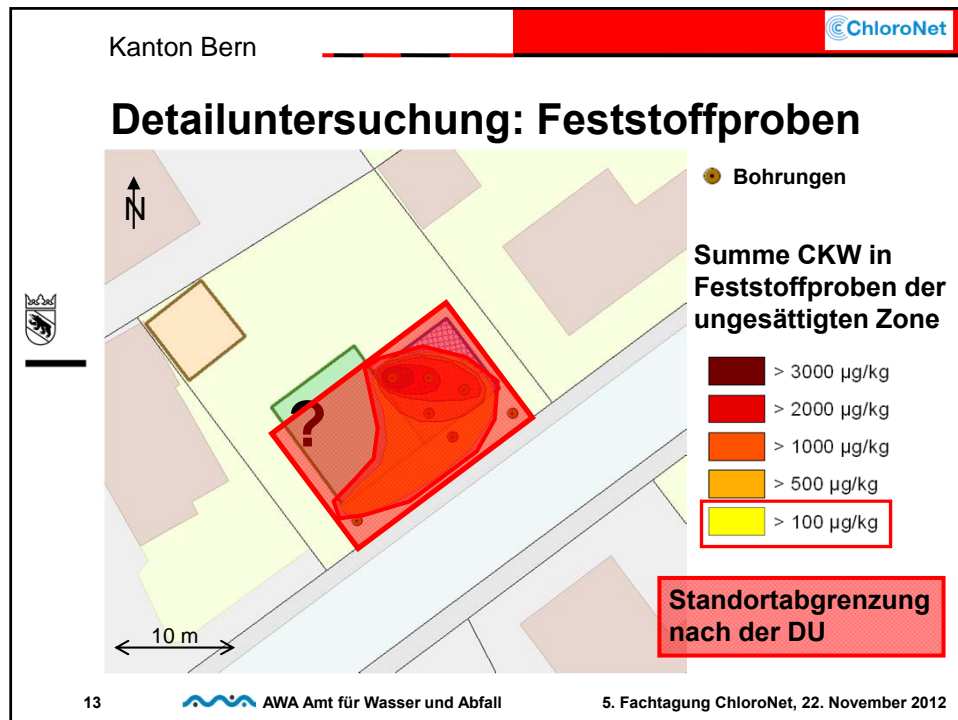 ChloroNet
Kanton Bern
Detailuntersuchung: Feststoffproben
N
Bohrungen
Summe CKW in
Feststoffproben der
ungesättigten Zone
> 3000 µg/kg
> 2000 µg/kg
> 1000 µg/kg
> 500 µg/kg
> 100 µg/kg
?
Standortabgrenzung
nach der DU
10 m
13 AWA Amt für Wasser und Abfall 5. Fachtagung ChloroNet, 22. November 2012